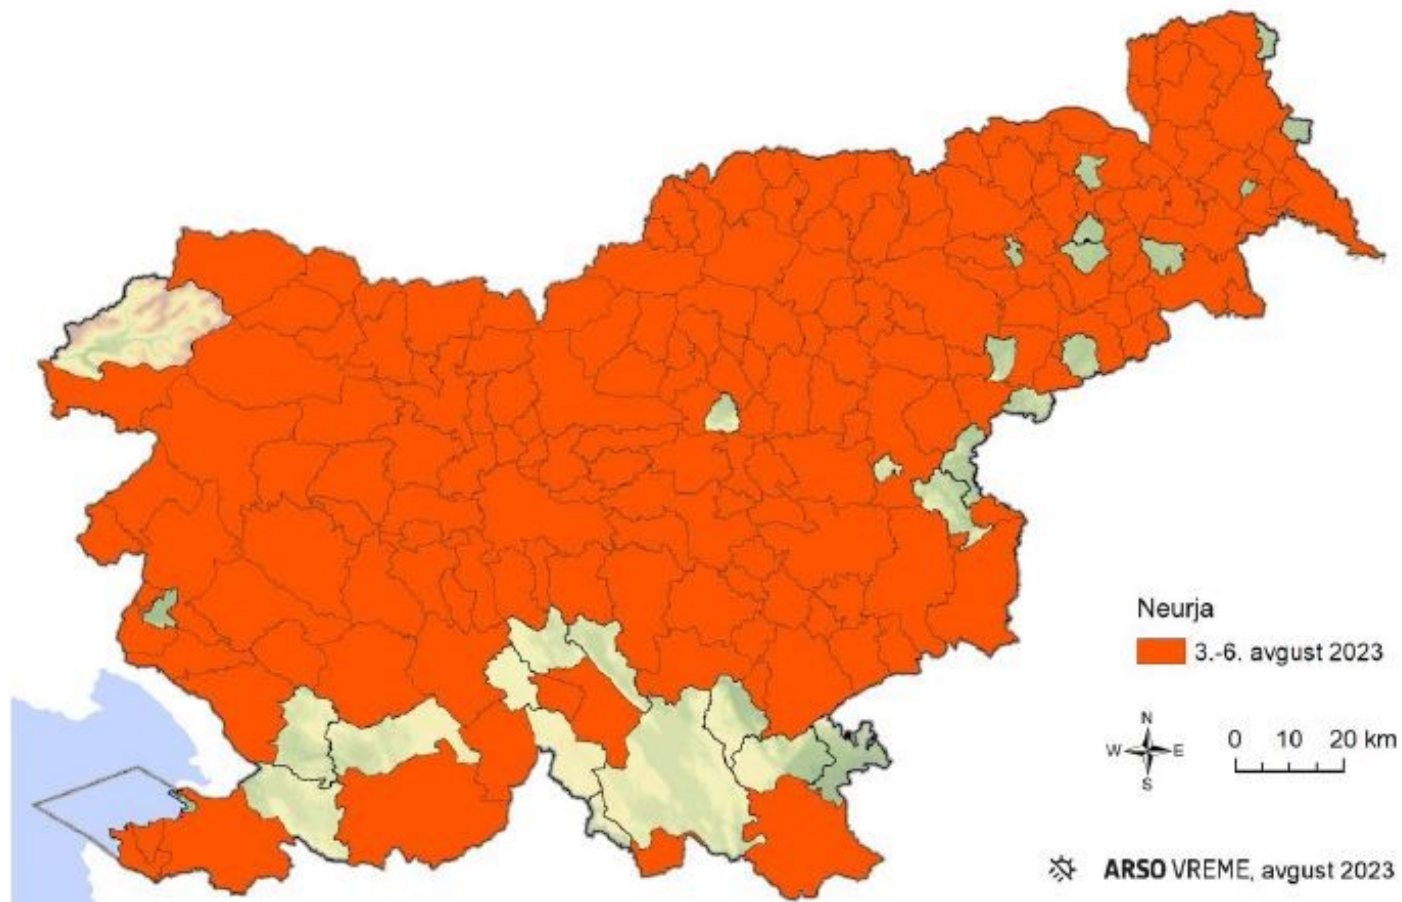 Neurja
3.-6. avgust 2023
N
W E
S
0 10 20 km
ARSO VREME, avgust 2023